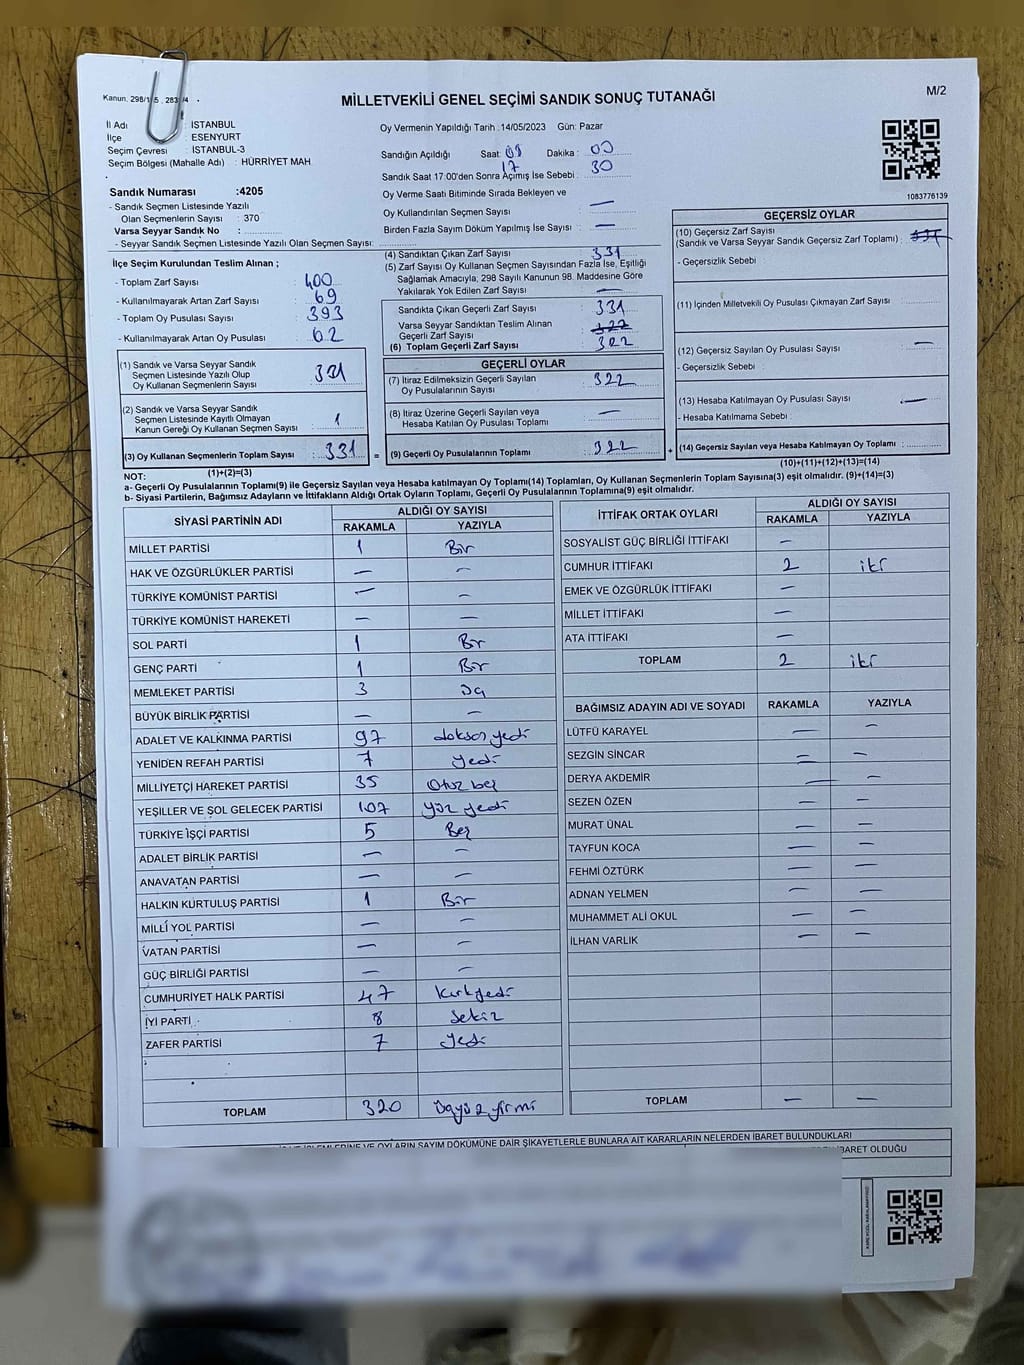 Kanun. 298/1
MİLLETVEKİLİ GENEL SEÇİMİ SANDIK SONUÇ TUTANAĞI
M/2
İl Adı : İSTANBUL
İlçe : ESENYURT
Seçim Çevresi : İSTANBUL-3
Seçim Bölgesi (Mahalle Adı) : HÜRRİYET MAH
Sandık Numarası :4205
- Sandık Seçmen Listesinde Yazılı
Olan Seçmenlerin Sayısı : 370
Varsa Seyyar Sandık No :
- Seyyar Sandık Seçmen Listesinde Yazılı Olan Seçmen Sayısı:
Oy Vermenin Yapıldığı Tarih :14/05/2023 Gün: Pazar
Sandığın Açıldığı Saat: 08 Dakika : 00
Sandık Saat 17:00'den Sonra Açımış İse Sebebi : 17 30
Oy Verme Saati Bitiminde Sırada Bekleyen ve
Oy Kullandırılan Seçmen Sayısı : —
Birden Fazla Sayım Döküm Yapılmış İse Sayısı : —
1083776139
İlçe Seçim Kurulundan Teslim Alınan ;
- Toplam Zarf Sayısı : 400
- Kullanılmayarak Artan Zarf Sayısı : 69
- Toplam Oy Pusulası Sayısı : 393
- Kullanılmayarak Artan Oy Pusulası : 62
(4) Sandıktan Çıkan Zarf Sayısı : 331
(5) Zarf Sayısı Oy Kullanan Seçmen Sayısından Fazla İse, Eşitliği
Sağlamak Amacıyla, 298 Sayılı Kanunun 98. Maddesine Göre
Yakılarak Yok Edilen Zarf Sayısı : —
Sandıkta Çıkan Geçerli Zarf Sayısı : 331
Varsa Seyyar Sandıktan Teslim Alınan
Geçerli Zarf Sayısı : 322
(6) Toplam Geçerli Zarf Sayısı : 322
GEÇERSİZ OYLAR
(10) Geçersiz Zarf Sayısı
(Sandık ve Varsa Seyyar Sandık Geçersiz Zarf Toplamı) :
- Geçersizlik Sebebi :
(11) İçinden Milletvekili Oy Pusulası Çıkmayan Zarf Sayısı :
(12) Geçersiz Sayılan Oy Pusulası Sayısı : —
- Geçersizlik Sebebi :
(13) Hesaba Katılmayan Oy Pusulası Sayısı : —
- Hesaba Katılmama Sebebi :
(14) Geçersiz Sayılan veya Hesaba Katılmayan Oy Toplamı :
(10)+(11)+(12)+(13)=(14)
(1) Sandık ve Varsa Seyyar Sandık
Seçmen Listesinde Yazılı Olup
Oy Kullanan Seçmenlerin Sayısı : 331
(2) Sandık ve Varsa Seyyar Sandık
Seçmen Listesinde Kayıtlı Olmayan
Kanun Gereği Oy Kullanan Seçmen Sayısı : 1
(3) Oy Kullanan Seçmenlerin Toplam Sayısı : 331
(1)+(2)=(3)
GEÇERLİ OYLAR
(7) İtiraz Edilmeksizin Geçerli Sayılan
Oy Pusulalarının Sayısı : 322
(8) İtiraz Üzerine Geçerli Sayılan veya
Hesaba Katılan Oy Pusulası Toplamı : —
(9) Geçerli Oy Pusulalarının Toplamı : 322
NOT:
a- Geçerli Oy Pusulalarının Toplamı(9) ile Geçersiz Sayılan veya Hesaba katılmayan Oy Toplamı(14) Toplamları, Oy Kullanan Seçmenlerin Toplam Sayısına(3) eşit olmalıdır. (9)+(14)=(3)
b- Siyasi Partilerin, Bağımsız Adayların ve İttifakların Aldığı Ortak Oyların Toplamı, Geçerli Oy Pusulalarının Toplamına(9) eşit olmalıdır.
SİYASİ PARTİNİN ADI ALDIĞI OY SAYISI
RAKAMLA YAZIYLA
MİLLET PARTİSİ 1 Bir
HAK VE ÖZGÜRLÜKLER PARTİSİ — —
TÜRKİYE KOMÜNİST PARTİSİ — —
TÜRKİYE KOMÜNİST HAREKETİ — —
SOL PARTİ 1 Bir
GENÇ PARTİ 1 Bir
MEMLEKET PARTİSİ 3 üç
BÜYÜK BİRLİK PARTİSİ — —
ADALET VE KALKINMA PARTİSİ 97 doksan yedi
YENİDEN REFAH PARTİSİ 7 yedi
MİLLİYETÇİ HAREKET PARTİSİ 35 Otuz beş
YEŞİLLER VE SOL GELECEK PARTİSİ 107 yüz yedi
TÜRKİYE İŞÇİ PARTİSİ 5 Beş
ADALET BİRLİK PARTİSİ — —
ANAVATAN PARTİSİ — —
HALKIN KURTULUŞ PARTİSİ 1 Bir
MİLLİ YOL PARTİSİ — —
VATAN PARTİSİ — —
GÜÇ BİRLİĞİ PARTİSİ — —
CUMHURİYET HALK PARTİSİ 47 kırkyedi
İYİ PARTİ 8 sekiz
ZAFER PARTİSİ 7 yedi
TOPLAM 320 üçyüz yirmi
İTTİFAK ORTAK OYLARI ALDIĞI OY SAYISI
RAKAMLA YAZIYLA
SOSYALİST GÜÇ BİRLİĞİ İTTİFAKI —
CUMHUR İTTİFAKI 2 iki
EMEK VE ÖZGÜRLÜK İTTİFAKI —
MİLLET İTTİFAKI —
ATA İTTİFAKI —
TOPLAM 2 iki
BAĞIMSIZ ADAYIN ADI VE SOYADI RAKAMLA YAZIYLA
LÜTFÜ KARAYEL — —
SEZGİN SİNCAR — —
DERYA AKDEMİR — —
SEZEN ÖZEN — —
MURAT ÜNAL — —
TAYFUN KOCA — —
FEHMİ ÖZTÜRK — —
ADNAN YELMEN — —
MUHAMMET ALİ OKUL — —
İLHAN VARLIK — —
TOPLAM — —
İŞLEMLERİNE VE OYLARIN SAYIM DÖKÜMÜNE DAİR ŞİKAYETLERLE BUNLARA AİT KARARLARIN NELERDEN İBARET BULUNDUKLARI
İBARET OLDUĞU